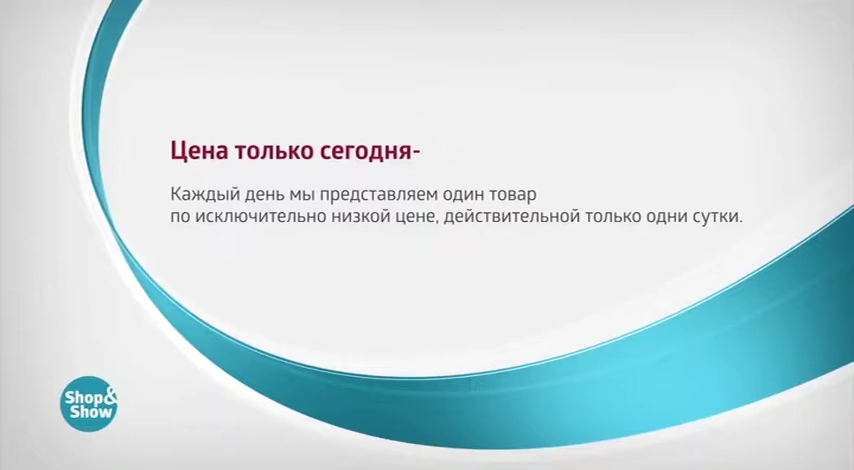 Цена только сегодня-
Каждый день мы представляем один товар
по исключительно низкой цене, действительной только одни сутки.
Shop&
Show